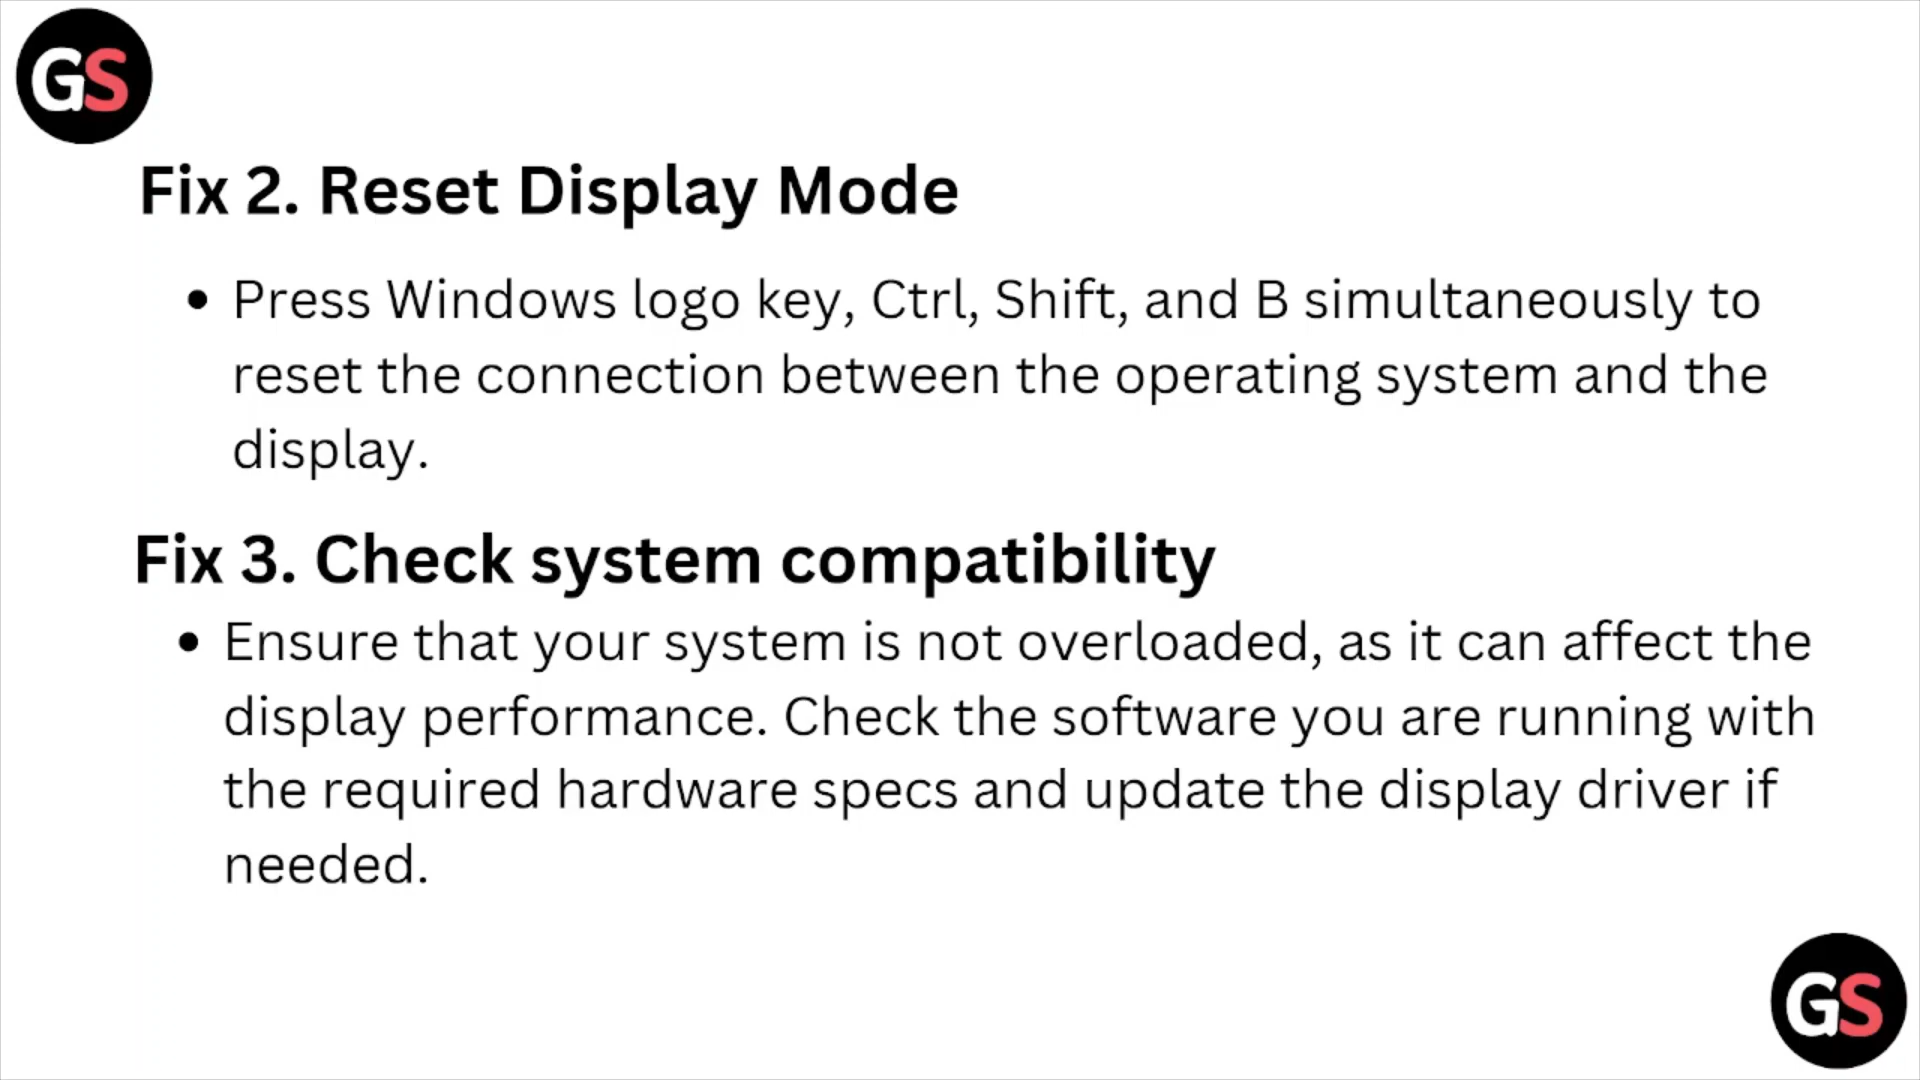 GS
Fix 2. Reset Display Mode
• Press Windows logo key, Ctrl, Shift, and B simultaneously to
reset the connection between the operating system and the
display.
Fix 3. Check system compatibility
• Ensure that your system is not overloaded, as it can affect the
display performance. Check the software you are running with
the required hardware specs and update the display driver if
needed.
GS